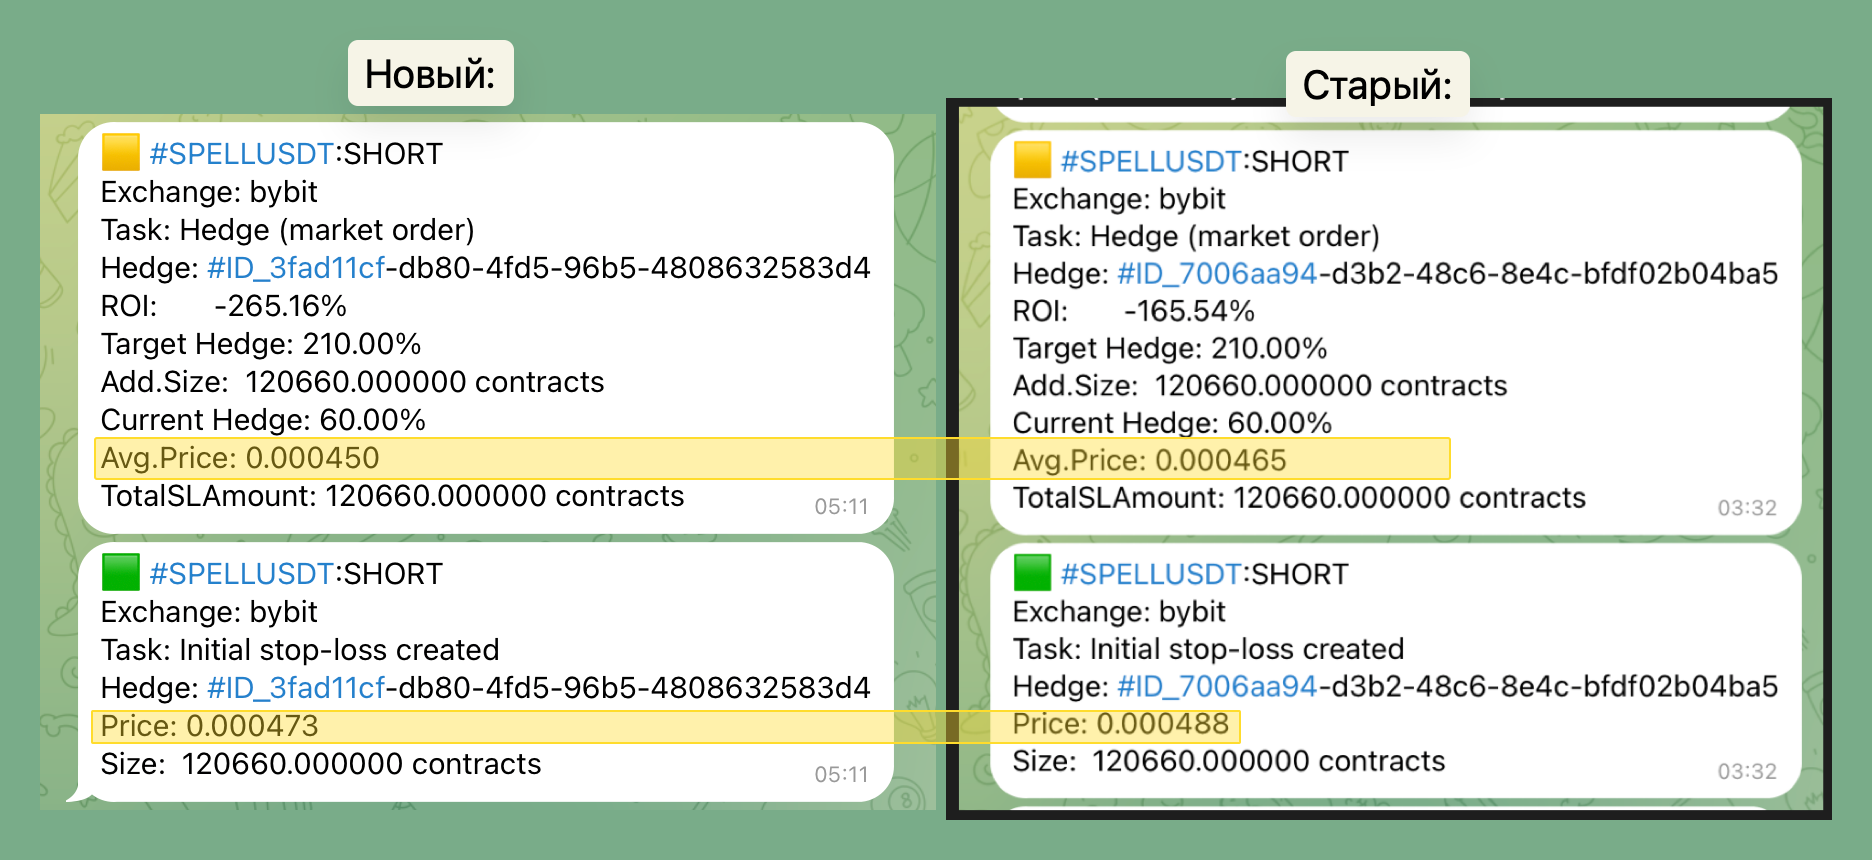 Новый:
#SPELLUSDT:SHORT
Exchange: bybit
Task: Hedge (market order)
Hedge: #ID_3fad11cf-db80-4fd5-96b5-4808632583d4
ROI: -265.16%
Target Hedge: 210.00%
Add.Size: 120660.000000 contracts
Current Hedge: 60.00%
Avg.Price: 0.000450
TotalSLAmount: 120660.000000 contracts
05:11
#SPELLUSDT:SHORT
Exchange: bybit
Task: Initial stop-loss created
Hedge: #ID_3fad11cf-db80-4fd5-96b5-4808632583d4
Price: 0.000473
Size: 120660.000000 contracts
05:11
Старый:
#SPELLUSDT:SHORT
Exchange: bybit
Task: Hedge (market order)
Hedge: #ID_7006aa94-d3b2-48c6-8e4c-bfdf02b04ba5
ROI: -165.54%
Target Hedge: 210.00%
Add.Size: 120660.000000 contracts
Current Hedge: 60.00%
Avg.Price: 0.000465
TotalSLAmount: 120660.000000 contracts
03:32
#SPELLUSDT:SHORT
Exchange: bybit
Task: Initial stop-loss created
Hedge: #ID_7006aa94-d3b2-48c6-8e4c-bfdf02b04ba5
Price: 0.000488
Size: 120660.000000 contracts
03:32